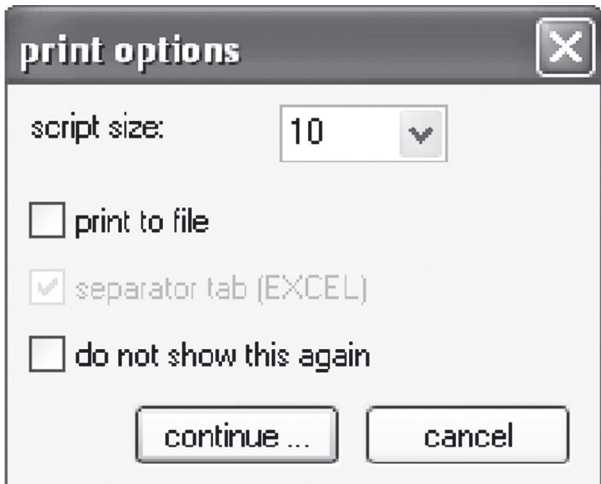 print options
script size: 10
print to file
separator tab (EXCEL)
do not show this again
continue ... cancel